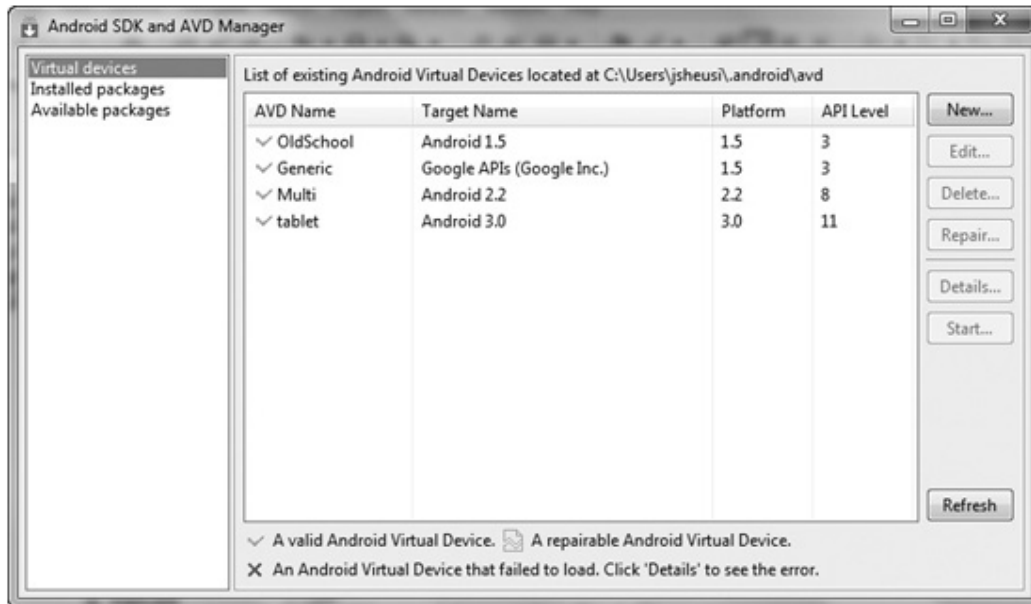 Android SDK and AVD Manager
Virtual devices
Installed packages
Available packages
List of existing Android Virtual Devices located at C:\Users\jsheusi\.android\avd
AVD Name Target Name Platform API Level
OldSchool Android 1.5 1.5 3
Generic Google APIs (Google Inc.) 1.5 3
Multi Android 2.2 2.2 8
tablet Android 3.0 3.0 11
New...
Edit...
Delete...
Repair...
Details...
Start...
Refresh
A valid Android Virtual Device. A repairable Android Virtual Device.
An Android Virtual Device that failed to load. Click 'Details' to see the error.